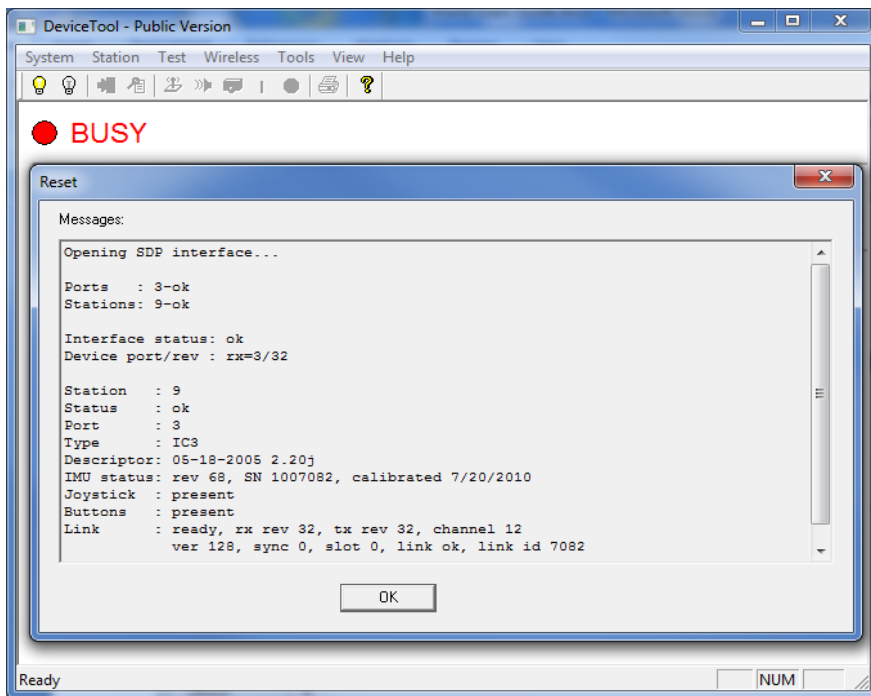 DeviceTool - Public Version
System Station Test Wireless Tools View Help
BUSY
Reset
Messages:
Opening SDP interface...
Ports   : 3-ok
Stations: 9-ok
Interface status: ok
Device port/rev : rx=3/32
Station   : 9
Status    : ok
Port      : 3
Type      : IC3
Descriptor: 05-18-2005 2.20j
IMU status: rev 68, SN 1007082, calibrated 7/20/2010
Joystick  : present
Buttons   : present
Link      : ready, rx rev 32, tx rev 32, channel 12
ver 128, sync 0, slot 0, link ok, link id 7082
OK
Ready
NUM